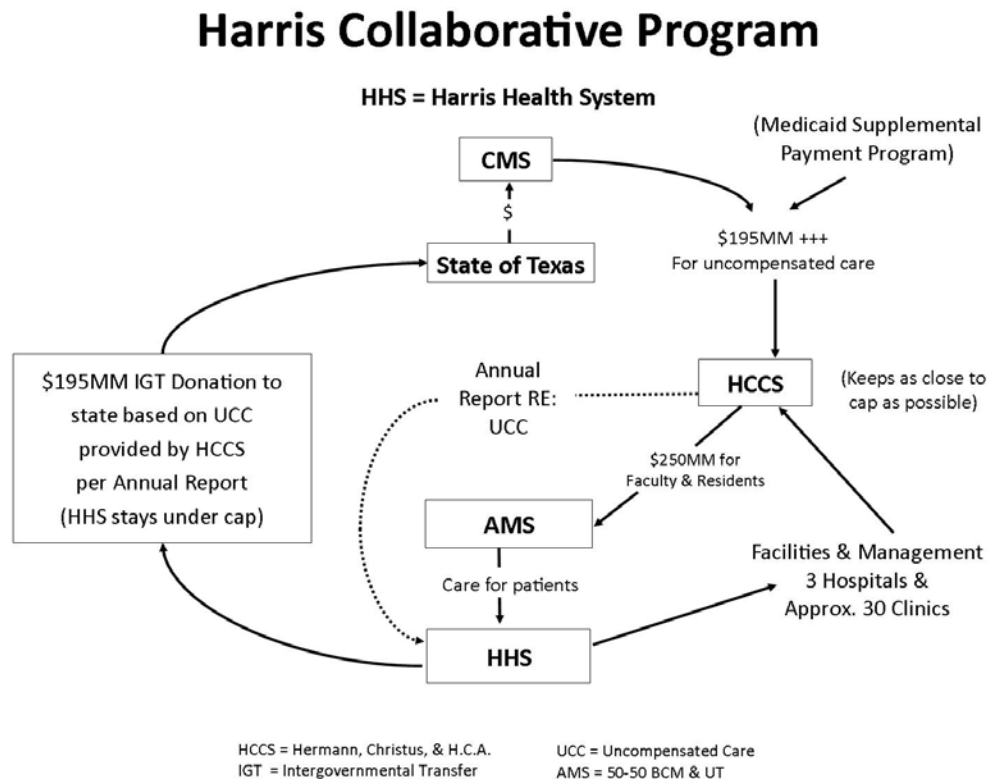 Harris Collaborative Program
HHS = Harris Health System
(Medicaid Supplemental
Payment Program)
CMS
$
State of Texas
$195MM +++
For uncompensated care
$195MM IGT Donation to
state based on UCC
provided by HCCS
per Annual Report
(HHS stays under cap)
Annual
Report RE:
UCC
HCCS
(Keeps as close to
cap as possible)
$250MM for
Faculty & Residents
AMS
Care for patients
HHS
Facilities & Management
3 Hospitals &
Approx. 30 Clinics
HCCS = Hermann, Christus, & H.C.A.
IGT = Intergovernmental Transfer
UCC = Uncompensated Care
AMS = 50-50 BCM & UT